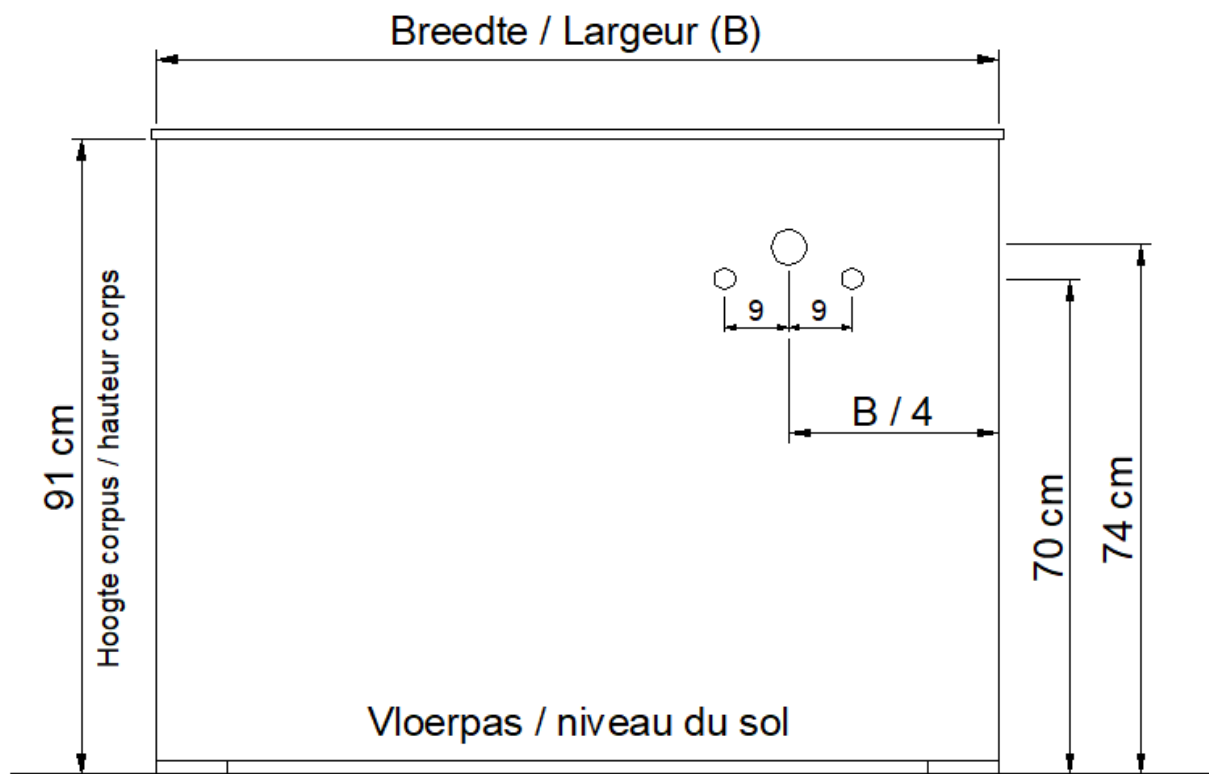 Breedte / Largeur (B)
9
9
B / 4
91 cm
Hoogte corpus / hauteur corps
70 cm
74 cm
Vloerpas / niveau du sol